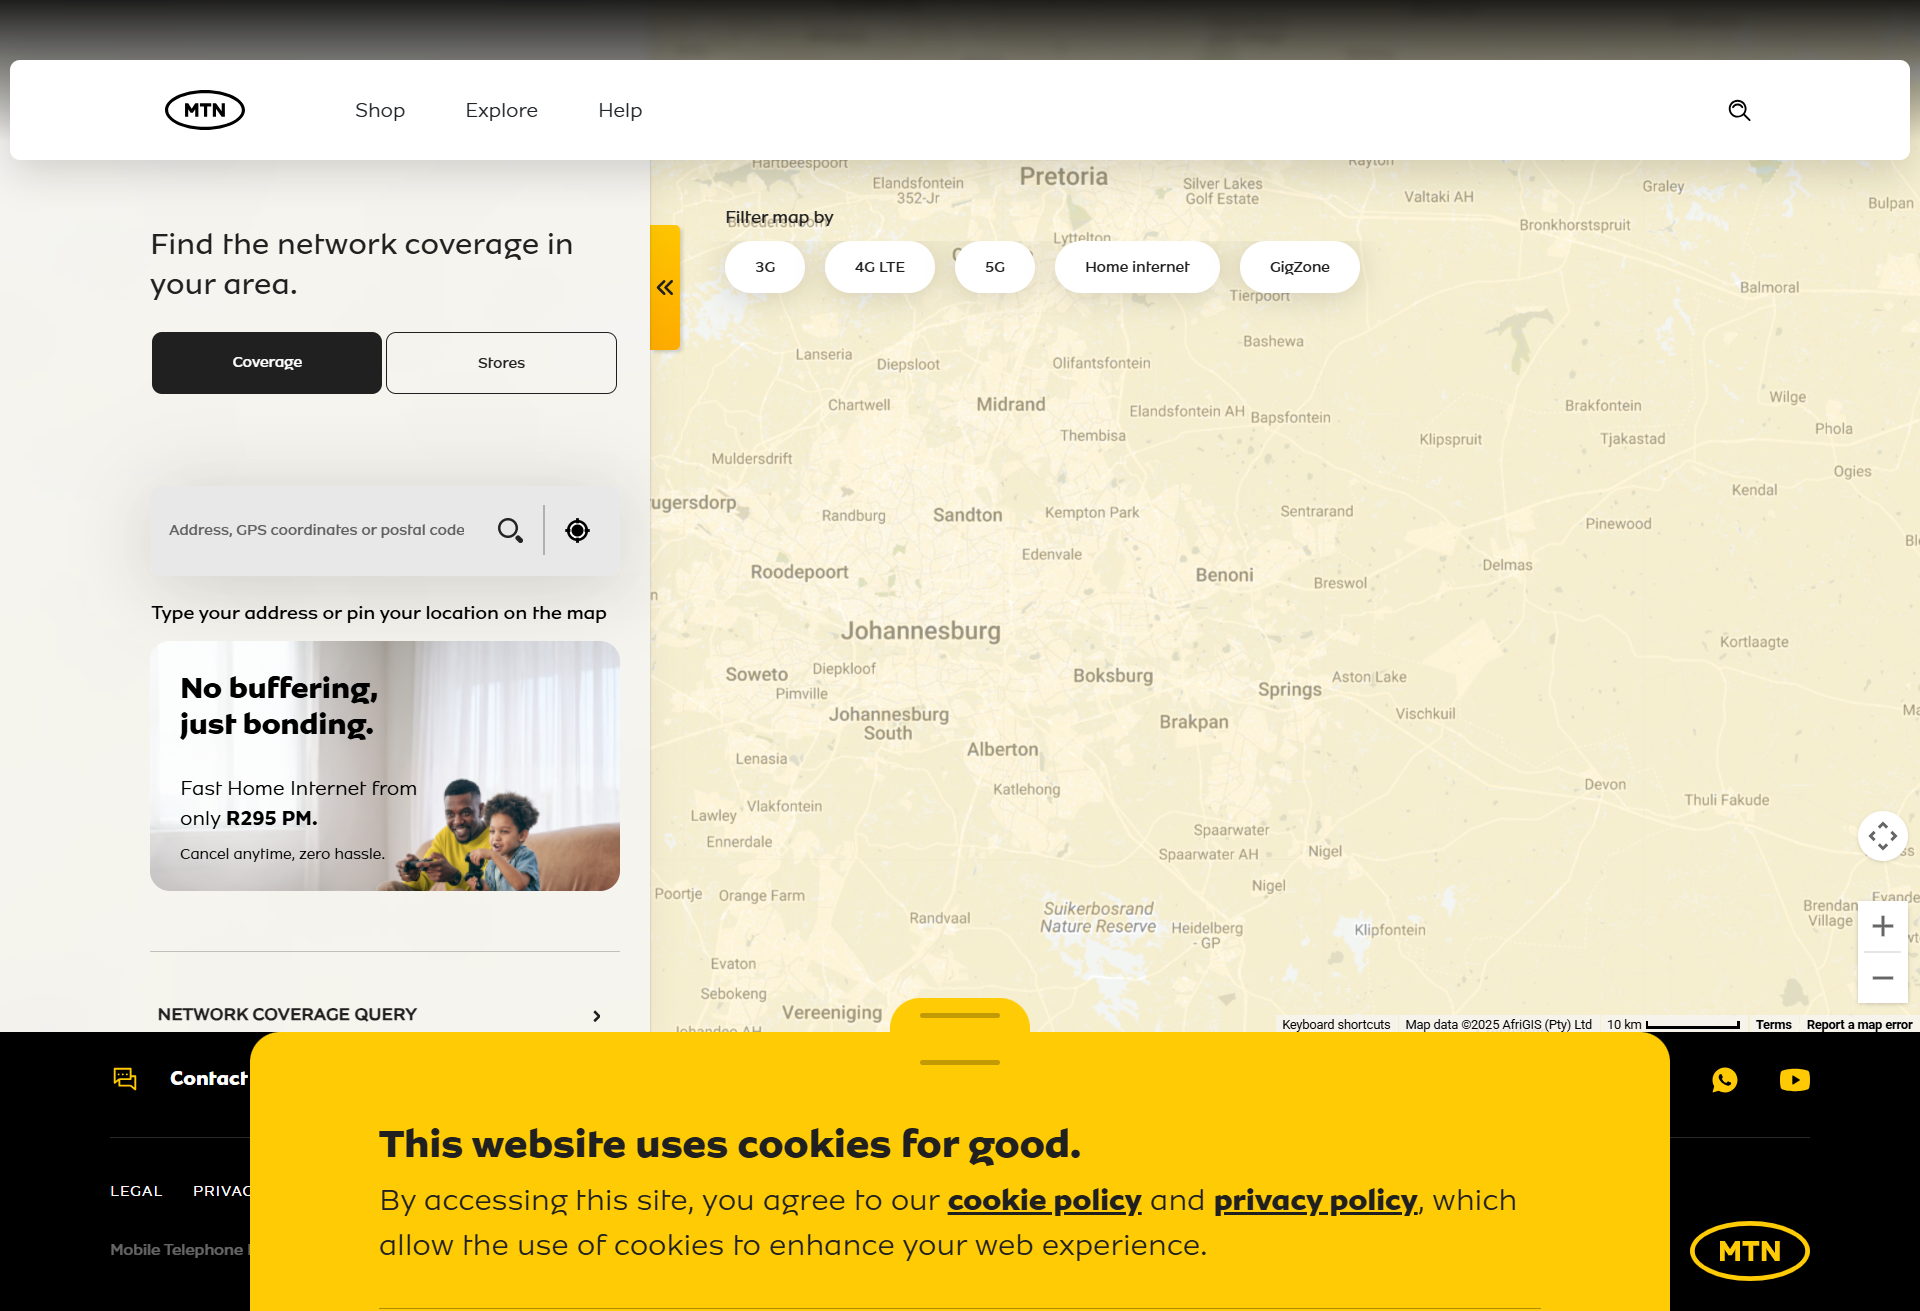 MTN
Shop
Explore
Help
Find the network coverage in
your area.
Coverage
Stores
Address, GPS coordinates or postal code
Type your address or pin your location on the map
No buffering,
just bonding.
Fast Home Internet from
only R295 PM.
Cancel anytime, zero hassle.
NETWORK COVERAGE QUERY
Filter map by
3G
4G LTE
5G
Home internet
GigZone
Hartbeespoort
Pretoria
Rayton
Elandsfontein
352-Jr
Silver Lakes
Golf Estate
Valtaki AH
Graley
Bulpan
Broederstroom
Bronkhorstspruit
Lyttelton
Tierpoort
Balmoral
Lanseria
Diepsloot
Olifantsfontein
Bashewa
Chartwell
Midrand
Elandsfontein AH
Bapsfontein
Brakfontein
Wilge
Thembisa
Klipspruit
Tjakastad
Phola
Muldersdrift
Ogies
ugersdorp
Randburg
Sandton
Kempton Park
Sentrarand
Kendal
Pinewood
Edenvale
Roodepoort
Benoni
Breswol
Delmas
Johannesburg
Kortlaagte
Soweto
Diepkloof
Pimville
Boksburg
Springs
Aston Lake
Johannesburg
South
Brakpan
Vischkuil
Lenasia
Alberton
Katlehong
Devon
Lawley
Vlakfontein
Thuli Fakude
Ennerdale
Spaarwater
Spaarwater AH
Nigel
Poortje
Orange Farm
Nigel
Randvaal
Suikerbosrand
Nature Reserve
Heidelberg
- GP
Klipfontein
Brendan
Village
Evander
Evaton
Sebokeng
Vereeniging
Keyboard shortcuts
Map data ©2025 AfriGIS (Pty) Ltd
10 km
Terms
Report a map error
Contact
LEGAL
PRIVAC
Mobile Telephone
This website uses cookies for good.
By accessing this site, you agree to our cookie policy and privacy policy, which
allow the use of cookies to enhance your web experience.
MTN